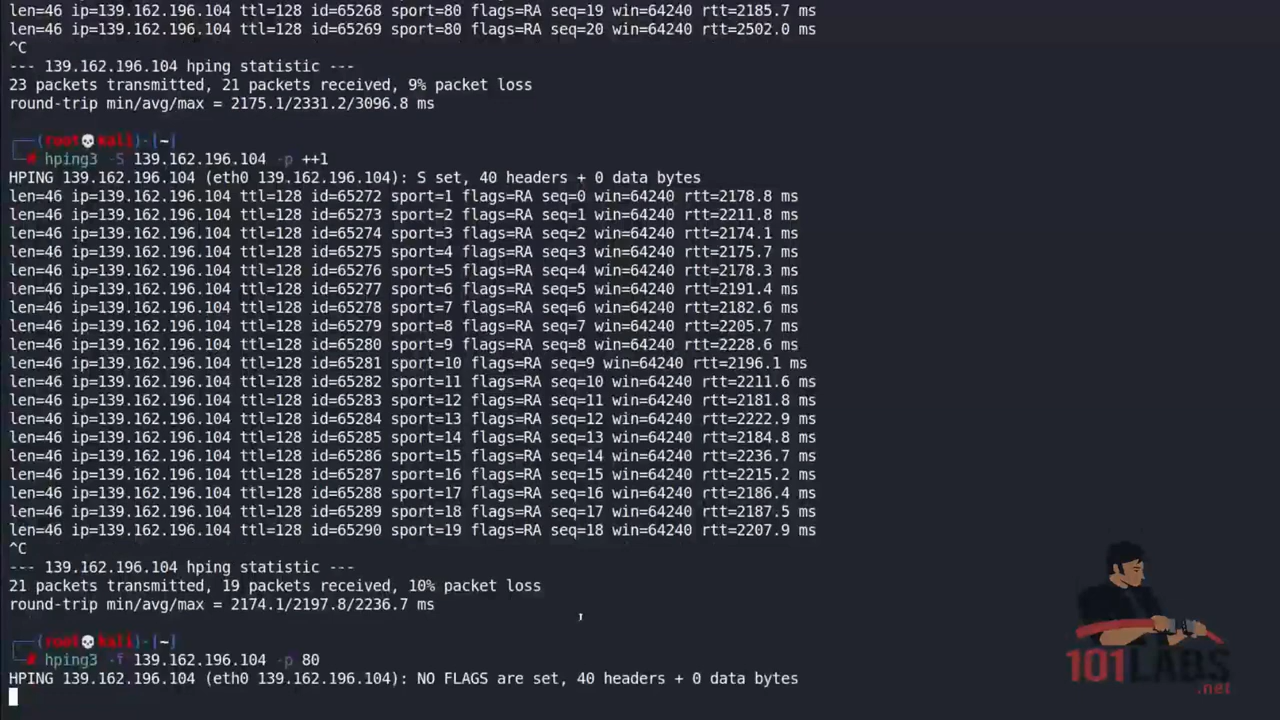 len=46 ip=139.162.196.104 ttl=128 id=65268 sport=80 flags=RA seq=19 win=64240 rtt=2185.7 ms
len=46 ip=139.162.196.104 ttl=128 id=65269 sport=80 flags=RA seq=20 win=64240 rtt=2502.0 ms
^C
--- 139.162.196.104 hping statistic ---
23 packets transmitted, 21 packets received, 9% packet loss
round-trip min/avg/max = 2175.1/2331.2/3096.8 ms
┌──(root💀kali)-[~]
└─# hping3 -S 139.162.196.104 -p ++1
HPING 139.162.196.104 (eth0 139.162.196.104): S set, 40 headers + 0 data bytes
len=46 ip=139.162.196.104 ttl=128 id=65272 sport=1 flags=RA seq=0 win=64240 rtt=2178.8 ms
len=46 ip=139.162.196.104 ttl=128 id=65273 sport=2 flags=RA seq=1 win=64240 rtt=2211.8 ms
len=46 ip=139.162.196.104 ttl=128 id=65274 sport=3 flags=RA seq=2 win=64240 rtt=2174.1 ms
len=46 ip=139.162.196.104 ttl=128 id=65275 sport=4 flags=RA seq=3 win=64240 rtt=2175.7 ms
len=46 ip=139.162.196.104 ttl=128 id=65276 sport=5 flags=RA seq=4 win=64240 rtt=2178.3 ms
len=46 ip=139.162.196.104 ttl=128 id=65277 sport=6 flags=RA seq=5 win=64240 rtt=2191.4 ms
len=46 ip=139.162.196.104 ttl=128 id=65278 sport=7 flags=RA seq=6 win=64240 rtt=2182.6 ms
len=46 ip=139.162.196.104 ttl=128 id=65279 sport=8 flags=RA seq=7 win=64240 rtt=2205.7 ms
len=46 ip=139.162.196.104 ttl=128 id=65280 sport=9 flags=RA seq=8 win=64240 rtt=2228.6 ms
len=46 ip=139.162.196.104 ttl=128 id=65281 sport=10 flags=RA seq=9 win=64240 rtt=2196.1 ms
len=46 ip=139.162.196.104 ttl=128 id=65282 sport=11 flags=RA seq=10 win=64240 rtt=2211.6 ms
len=46 ip=139.162.196.104 ttl=128 id=65283 sport=12 flags=RA seq=11 win=64240 rtt=2181.8 ms
len=46 ip=139.162.196.104 ttl=128 id=65284 sport=13 flags=RA seq=12 win=64240 rtt=2222.9 ms
len=46 ip=139.162.196.104 ttl=128 id=65285 sport=14 flags=RA seq=13 win=64240 rtt=2184.8 ms
len=46 ip=139.162.196.104 ttl=128 id=65286 sport=15 flags=RA seq=14 win=64240 rtt=2236.7 ms
len=46 ip=139.162.196.104 ttl=128 id=65287 sport=16 flags=RA seq=15 win=64240 rtt=2215.2 ms
len=46 ip=139.162.196.104 ttl=128 id=65288 sport=17 flags=RA seq=16 win=64240 rtt=2186.4 ms
len=46 ip=139.162.196.104 ttl=128 id=65289 sport=18 flags=RA seq=17 win=64240 rtt=2187.5 ms
len=46 ip=139.162.196.104 ttl=128 id=65290 sport=19 flags=RA seq=18 win=64240 rtt=2207.9 ms
^C
--- 139.162.196.104 hping statistic ---
21 packets transmitted, 19 packets received, 10% packet loss
round-trip min/avg/max = 2174.1/2197.8/2236.7 ms
┌──(root💀kali)-[~]
└─# hping3 -f 139.162.196.104 -p 80
HPING 139.162.196.104 (eth0 139.162.196.104): NO FLAGS are set, 40 headers + 0 data bytes
101LABS
.net